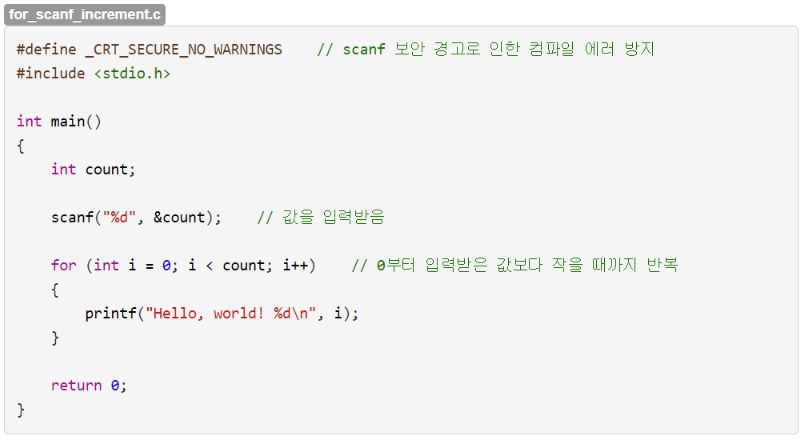 for_scanf_increment.c
#define _CRT_SECURE_NO_WARNINGS    // scanf 보안 경고로 인한 컴파일 에러 방지
#include <stdio.h>
int main()
{
    int count;
    scanf("%d", &count);    // 값을 입력받음
    for (int i = 0; i < count; i++)    // 0부터 입력받은 값보다 작을 때까지 반복
    {
        printf("Hello, world! %d\n", i);
    }
    return 0;
}